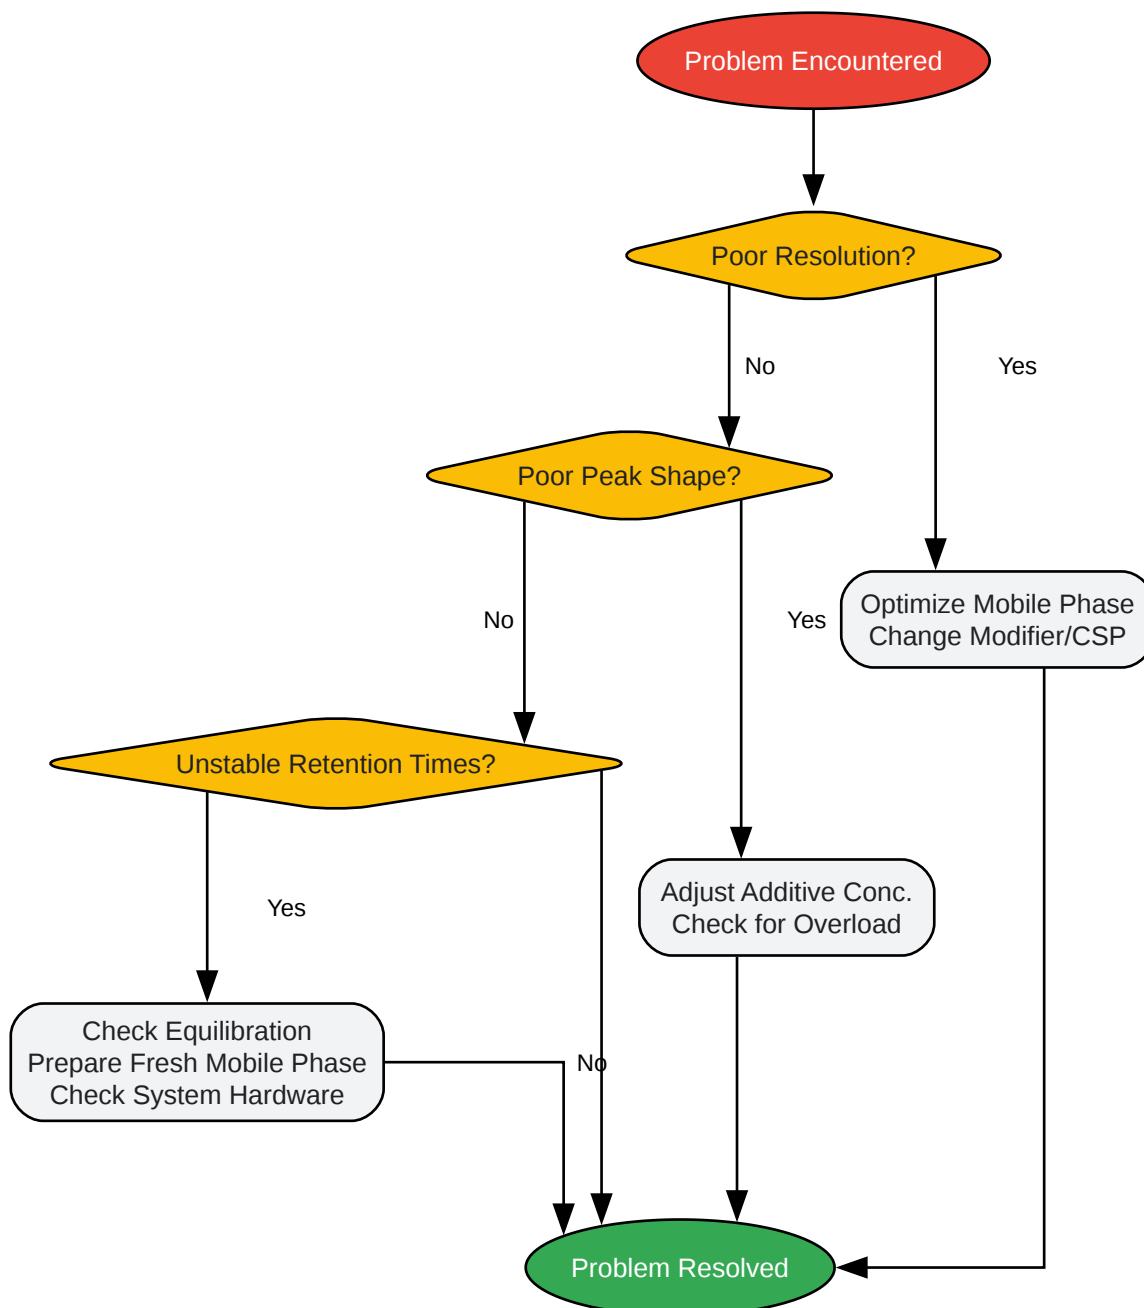 Problem Encountered
Poor Resolution?
No
Yes
Poor Peak Shape?
Optimize Mobile Phase
Change Modifier/CSP
No
Yes
Unstable Retention Times?
Adjust Additive Conc.
Check for Overload
Yes
Check Equilibration
Prepare Fresh Mobile Phase
Check System Hardware
No
Problem Resolved